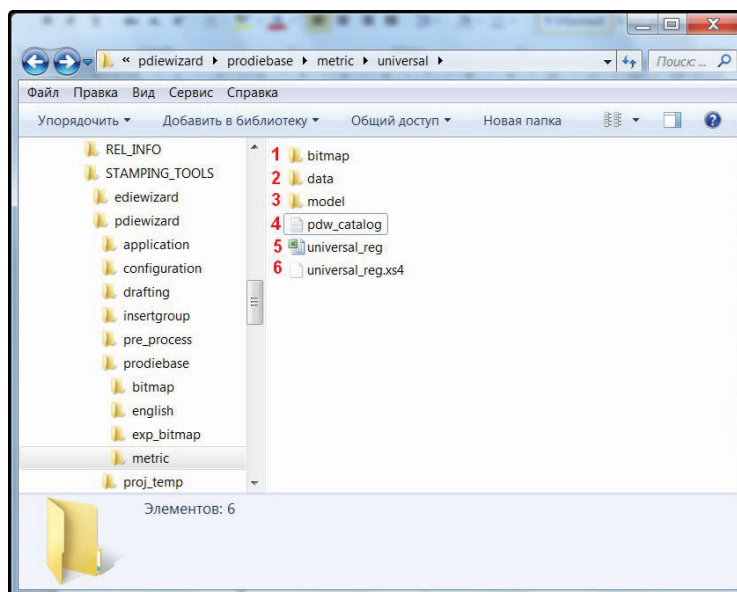 « pdiewizard ▸ prodiebase ▸ metric ▸ universal ▸
Поиск: ...
Файл Правка Вид Сервис Справка
Упорядочить ▾ Добавить в библиотеку ▾ Общий доступ ▾ Новая папка
REL_INFO
STAMPING_TOOLS
ediewizard
pdiewizard
application
configuration
drafting
insertgroup
pre_process
prodiebase
bitmap
english
exp_bitmap
metric
proj_temp
1 bitmap
2 data
3 model
4 pdw_catalog
5 universal_reg
6 universal_reg.xs4
Элементов: 6